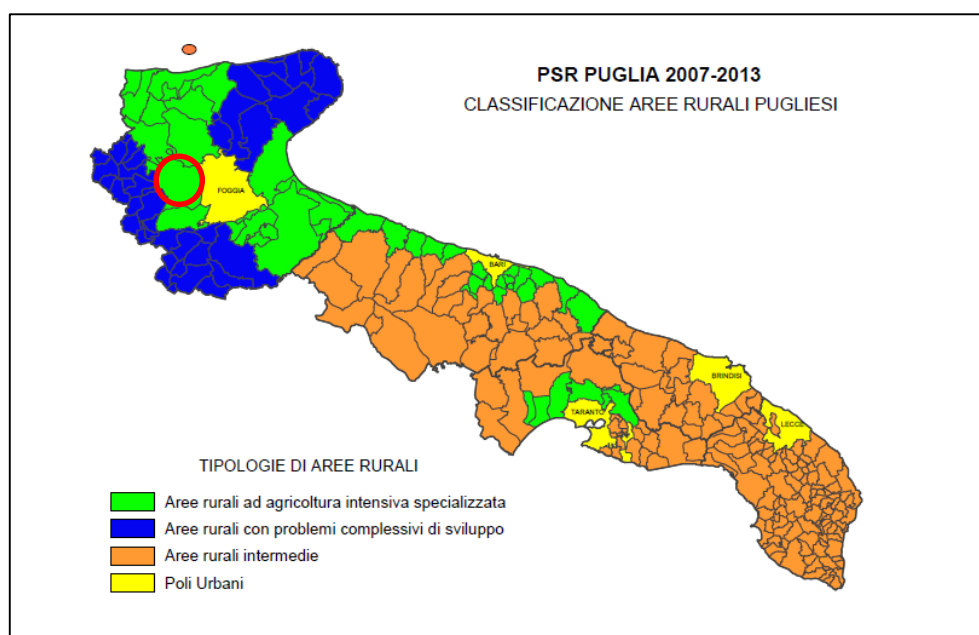 PSR PUGLIA 2007-2013
CLASSIFICAZIONE AREE RURALI PUGLIESI
FOGGIA
BARI
BRINDISI
TARANTO
LECCE
TIPOLOGIE DI AREE RURALI
Aree rurali ad agricoltura intensiva specializzata
Aree rurali con problemi complessivi di sviluppo
Aree rurali intermedie
Poli Urbani